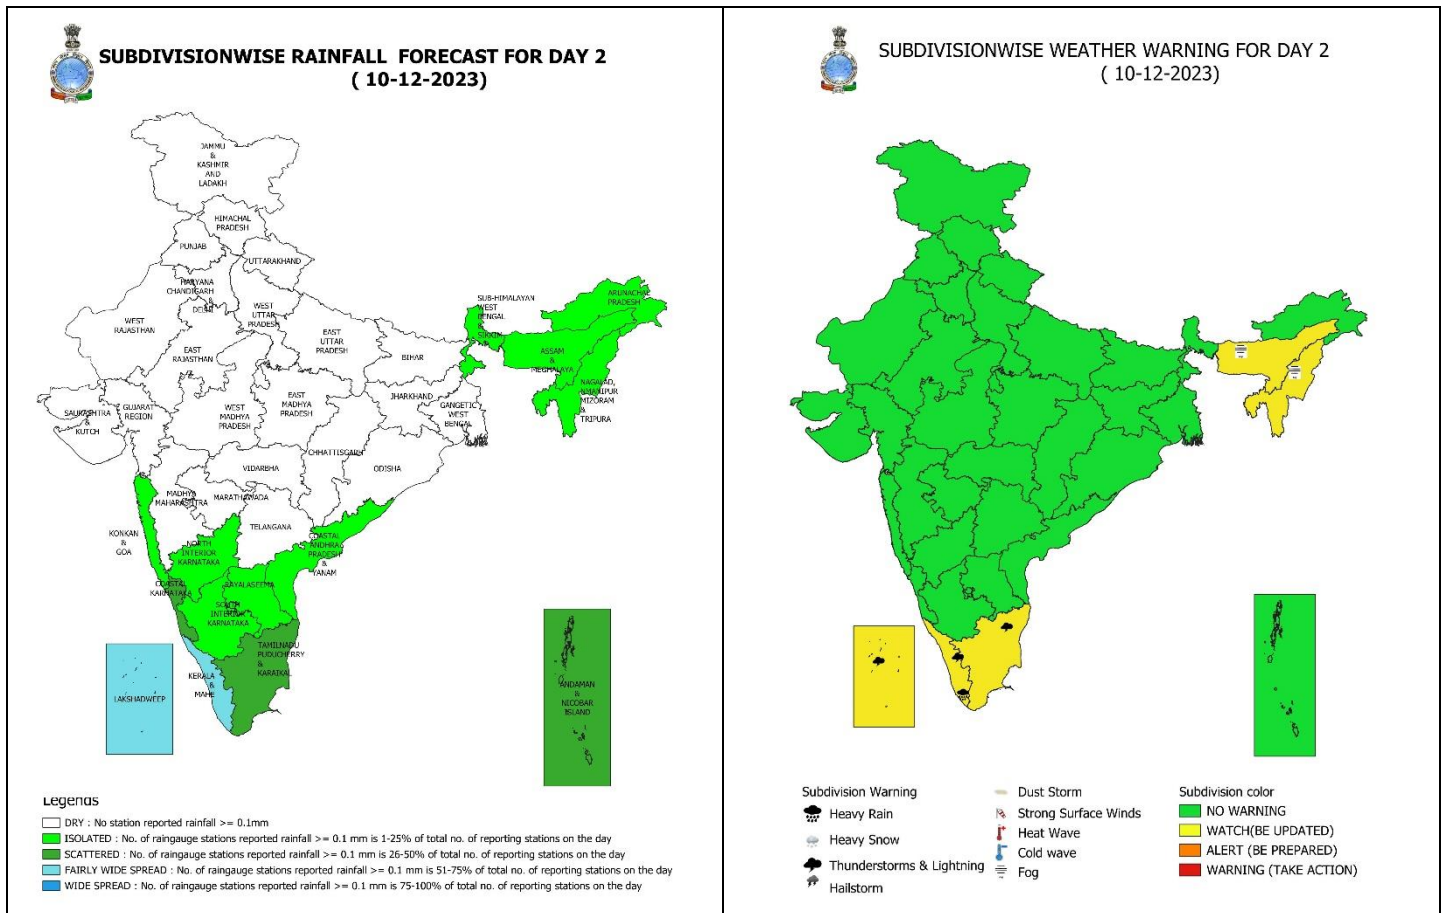 SUBDIVISIONWISE RAINFALL FORECAST FOR DAY 2
( 10-12-2023)
JAMMU
&
KASHMIR
AND
LADAKH
HIMACHAL
PRADESH
PUNJAB
UTTARAKHAND
HARYANA
CHANDIGARH
&
DELHI
WEST
RAJASTHAN
WEST
UTTAR
PRADESH
EAST
UTTAR
PRADESH
EAST
RAJASTHAN
BIHAR
SUB-HIMALAYAN
WEST
BENGAL
&
SIKKIM
ARUNACHAL
PRADESH
ASSAM
&
MEGHALAYA
NAGALAD,
MANIPUR
MIZORAM
&
TRIPURA
SAURASHTRA
&
KUTCH
GUJARAT
REGION
WEST
MADHYA
PRADESH
EAST
MADHYA
PRADESH
JHARKHAND
GANGETIC
WEST
BENGAL
CHHATTISGARH
ODISHA
VIDARBHA
MADHYA
MAHARASHTRA
MARATHAWADA
TELANGANA
KONKAN
&
GOA
NORTH
INTERIOR
KARNATAKA
COASTAL
ANDHRA
PRADESH
&
YANAM
COASTAL
KARNATAKA
RAYALASEEMA
SOUTH
INTERIOR
KARNATAKA
TAMILNADU
PUDUCHERRY
&
KARAIKAL
KERALA
&
MAHE
LAKSHADWEEP
ANDAMAN
&
NICOBAR
ISLAND
Legends
DRY : No station reported rainfall >= 0.1mm
ISOLATED : No. of raingauge stations reported rainfall >= 0.1 mm is 1-25% of total no. of reporting stations on the day
SCATTERED : No. of raingauge stations reported rainfall >= 0.1 mm is 26-50% of total no. of reporting stations on the day
FAIRLY WIDE SPREAD : No. of raingauge stations reported rainfall >= 0.1 mm is 51-75% of total no. of reporting stations on the day
WIDE SPREAD : No. of raingauge stations reported rainfall >= 0.1 mm is 75-100% of total no. of reporting stations on the day
SUBDIVISIONWISE WEATHER WARNING FOR DAY 2
( 10-12-2023)
Subdivision Warning
Heavy Rain
Heavy Snow
Thunderstorms & Lightning
Hailstorm
Dust Storm
Strong Surface Winds
Heat Wave
Cold wave
Fog
Subdivision color
NO WARNING
WATCH(BE UPDATED)
ALERT (BE PREPARED)
WARNING (TAKE ACTION)